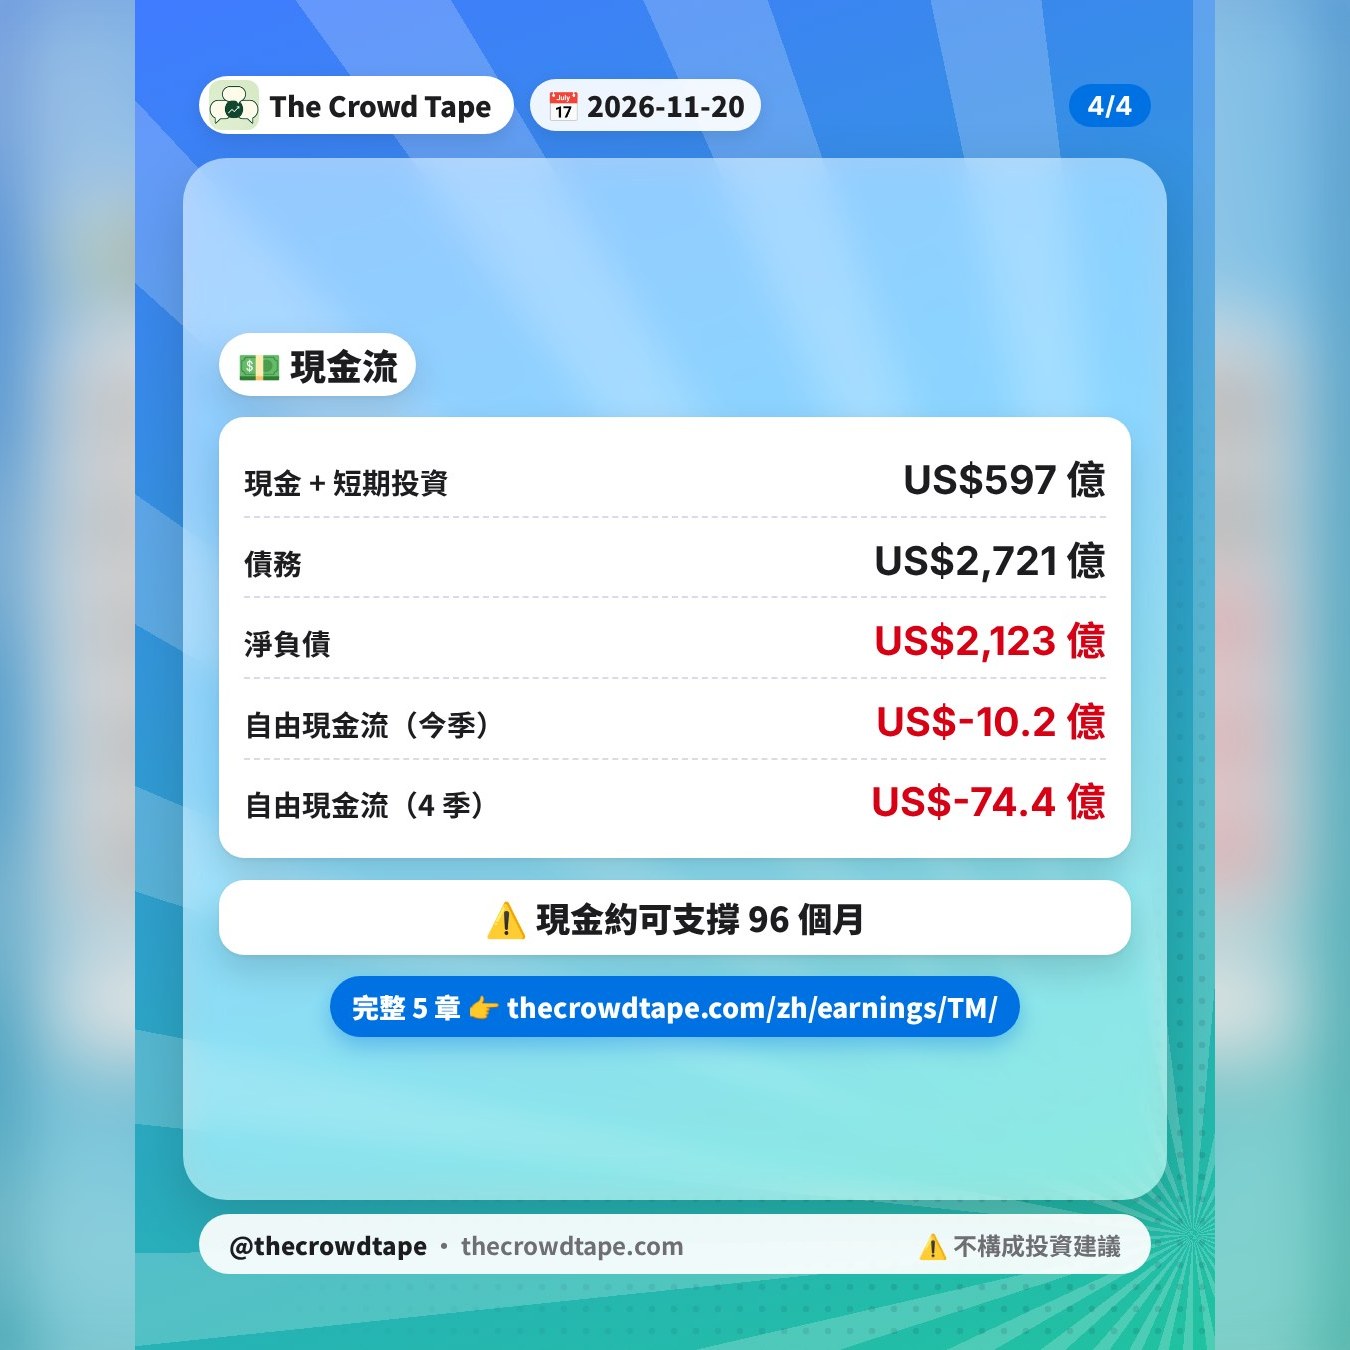 The Crowd Tape
2026-11-20
4/4
現金流
現金 + 短期投資
US$597 億
債務
US$2,721 億
淨負債
US$2,123 億
自由現金流（今季）
US$-10.2 億
自由現金流（4 季）
US$-74.4 億
現金約可支撐 96 個月
完整 5 章 👉 thecrowdtape.com/zh/earnings/TM/
@thecrowdtape • thecrowdtape.com
不構成投資建議